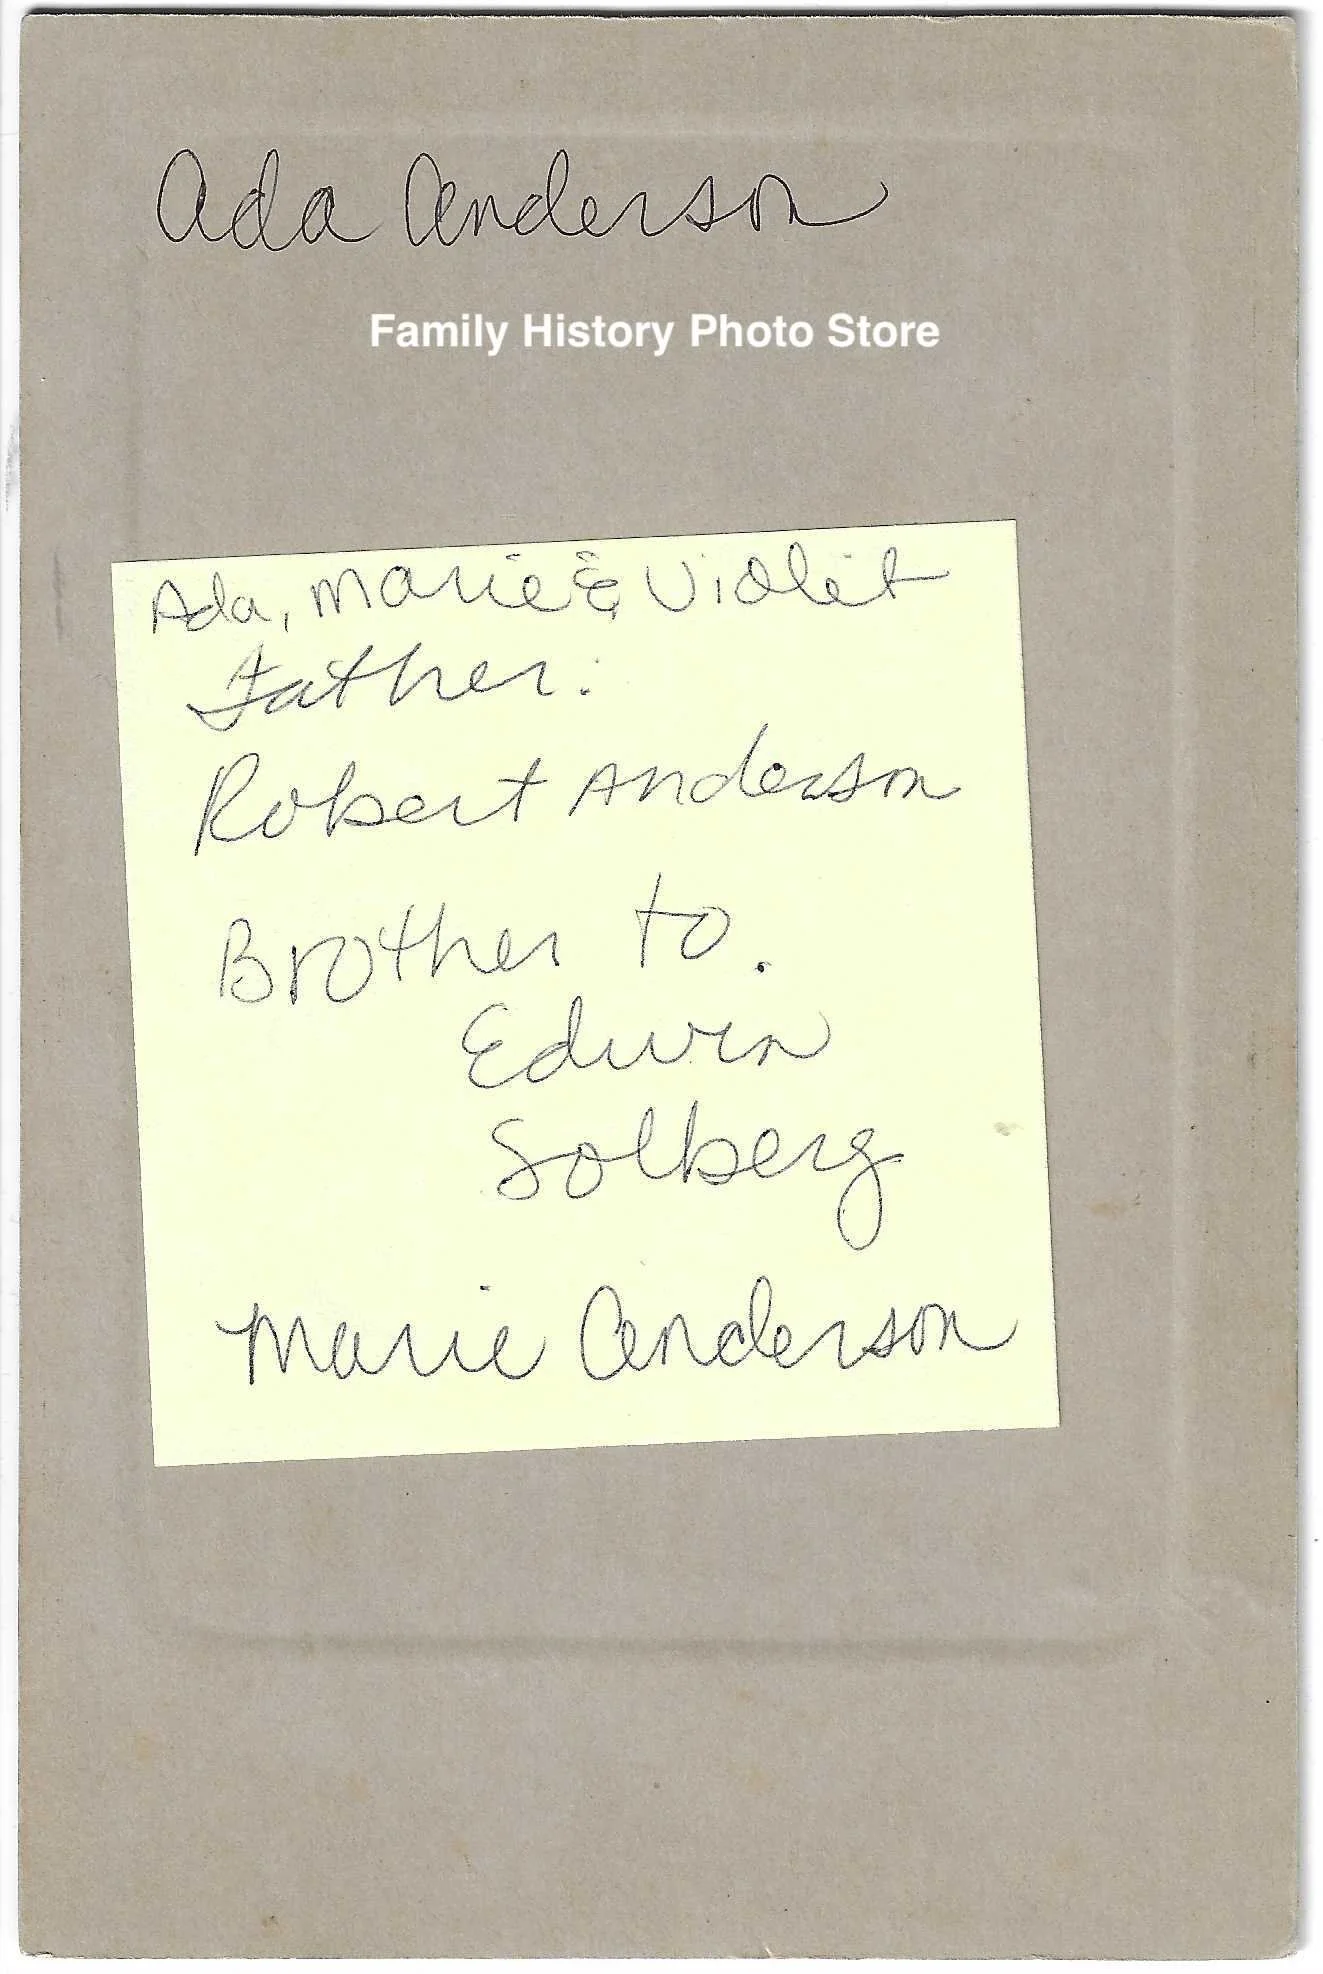 Ada Anderson
Family History Photo Store
Ada, Marie & Violet
Father:
Robert Anderson
Brother to.
Edwin
Solberg
Marie Anderson